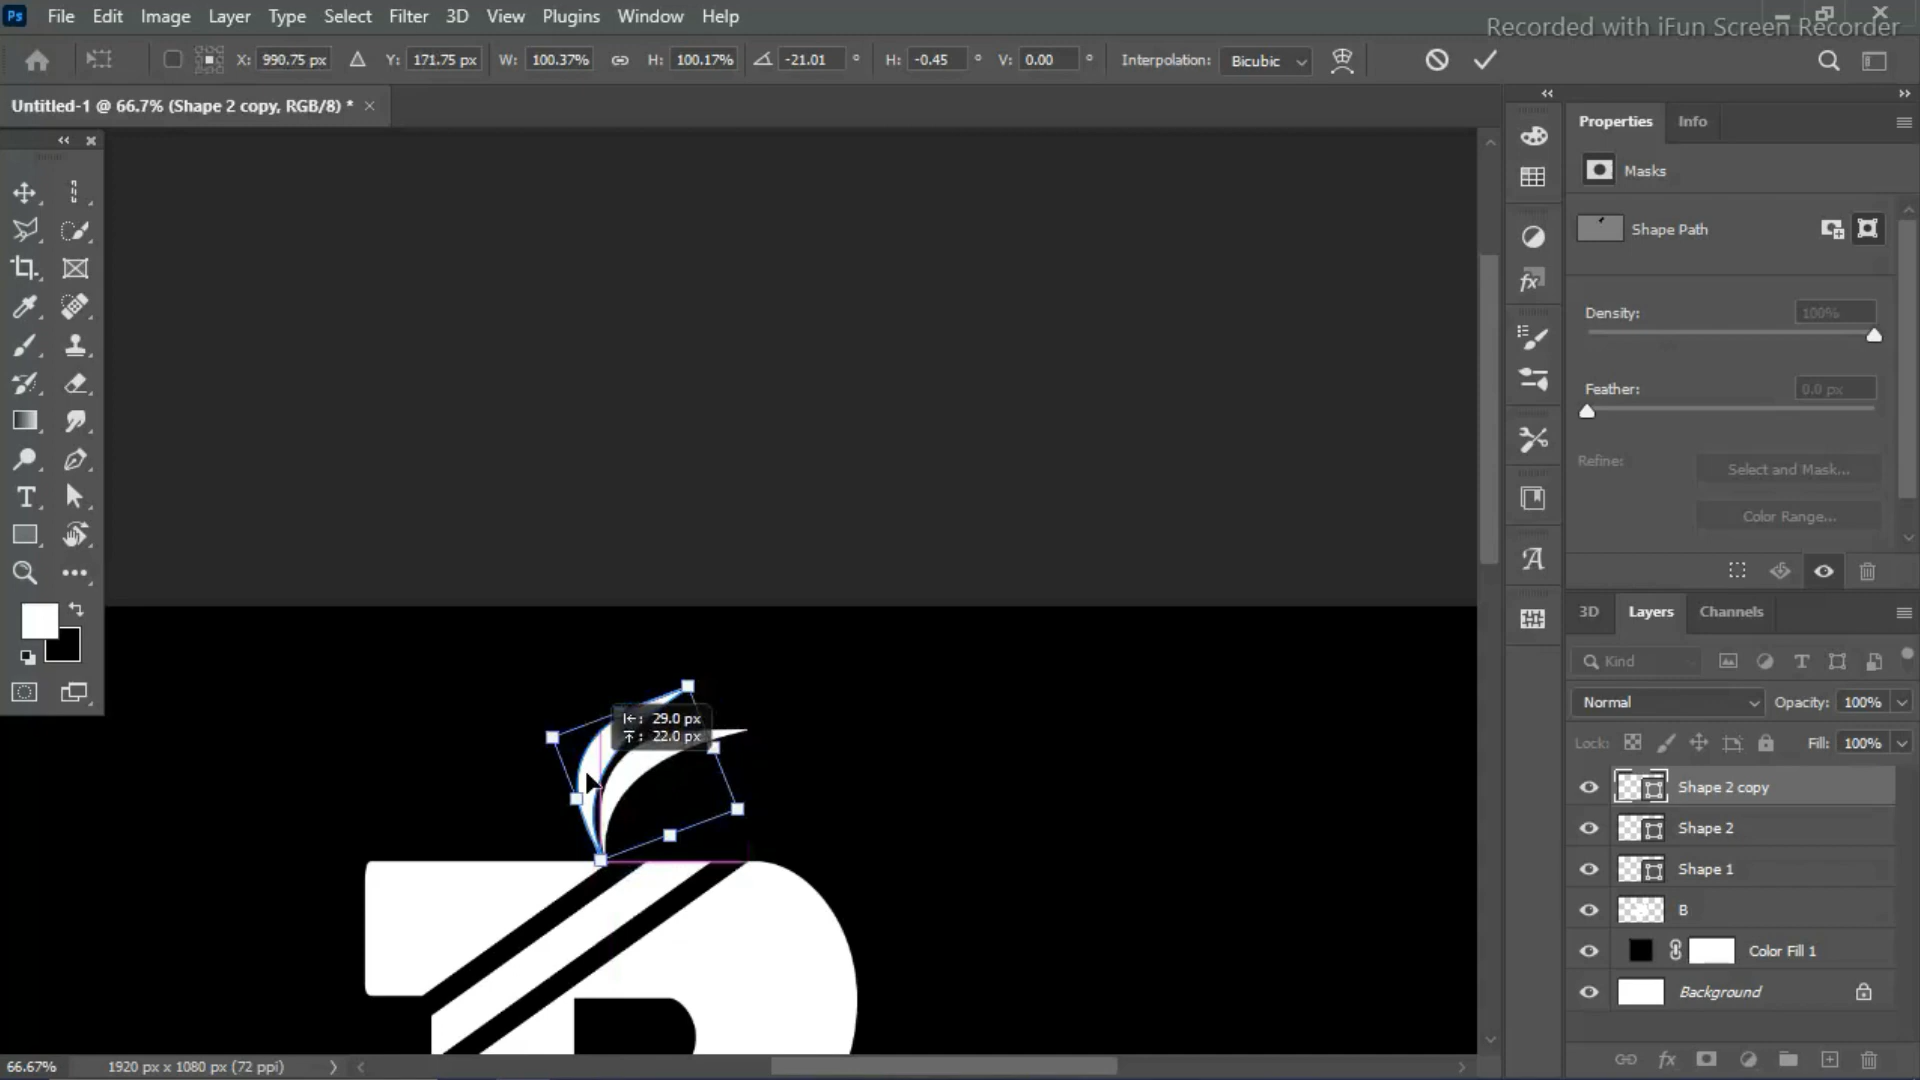 Ps File Edit Image Layer Type Select Filter 3D View Plugins Window Help
Recorded with iFun Screen Recorder
X: 990.75 px Y: 171.75 px W: 100.37% H: 100.17% -21.01 ° H: -0.45 ° V: 0.00 ° Interpolation: Bicubic
Untitled-1 @ 66.7% (Shape 2 copy, RGB/8) *
Properties Info
Masks
Shape Path
Density: 100%
Feather: 0.0 px
Refine: Select and Mask...
Color Range...
3D Layers Channels
Kind
Normal Opacity: 100%
Lock: Fill: 100%
Shape 2 copy
Shape 2
Shape 1
B
Color Fill 1
Background
29.0 px
22.0 px
66.67% 1920 px x 1080 px (72 ppi)